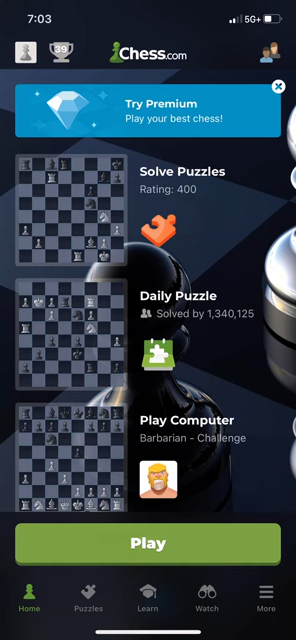 7:03
5G+
39
Chess.com
Try Premium
Play your best chess!
Solve Puzzles
Rating: 400
Daily Puzzle
Solved by 1,340,125
Play Computer
Barbarian - Challenge
Play
Home
Puzzles
Learn
Watch
More